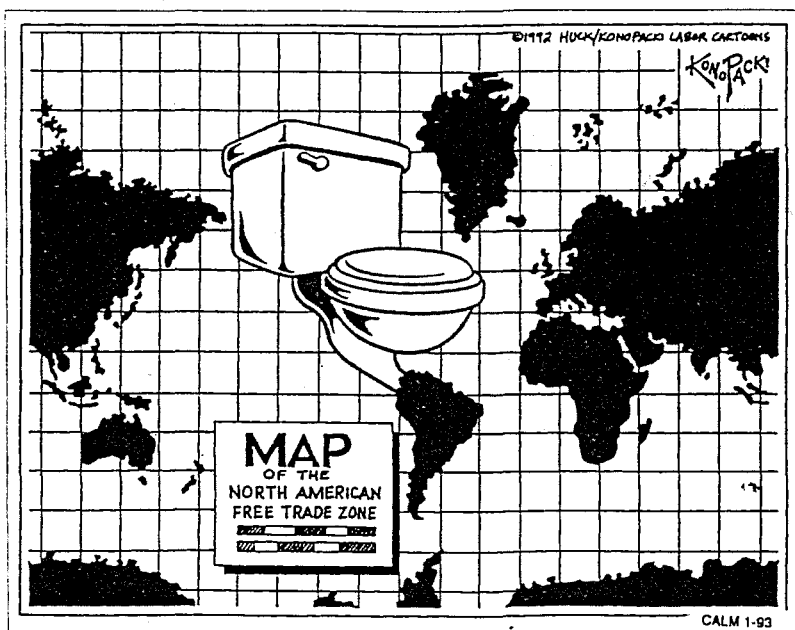 ©1992 HUCK/KONOPACKI LABOR CARTOONS
KONOPACKI
MAP
OF THE
NORTH AMERICAN
FREE TRADE ZONE
CALM 1-93